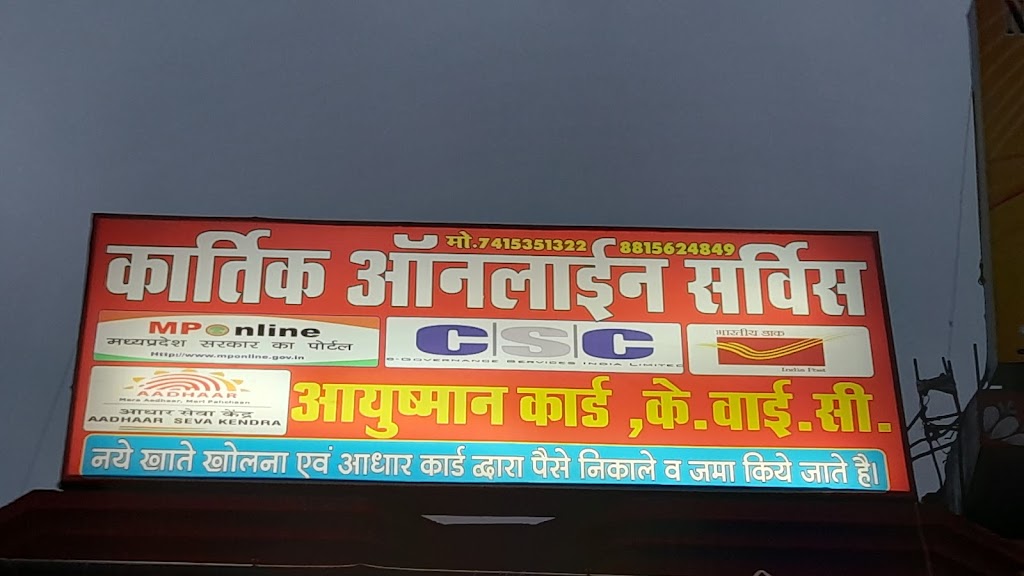 मो.7415351322 8815624849
कार्तिक ऑनलाईन सर्विस
MPOnline
मध्यप्रदेश सरकार का पोर्टल
Http://www.mponline.gov.in
C|S|C
e-Governance Services India Limited
भारतीय डाक
India Post
AADHAAR
Mera Aadhaar, Meri Pehchaan
आधार सेवा केंद्र
AADHAAR SEVA KENDRA
आयुष्मान कार्ड ,के.वाई.सी.
नये खाते खोलना एवं आधार कार्ड द्वारा पैसे निकाले व जमा किये जाते है।